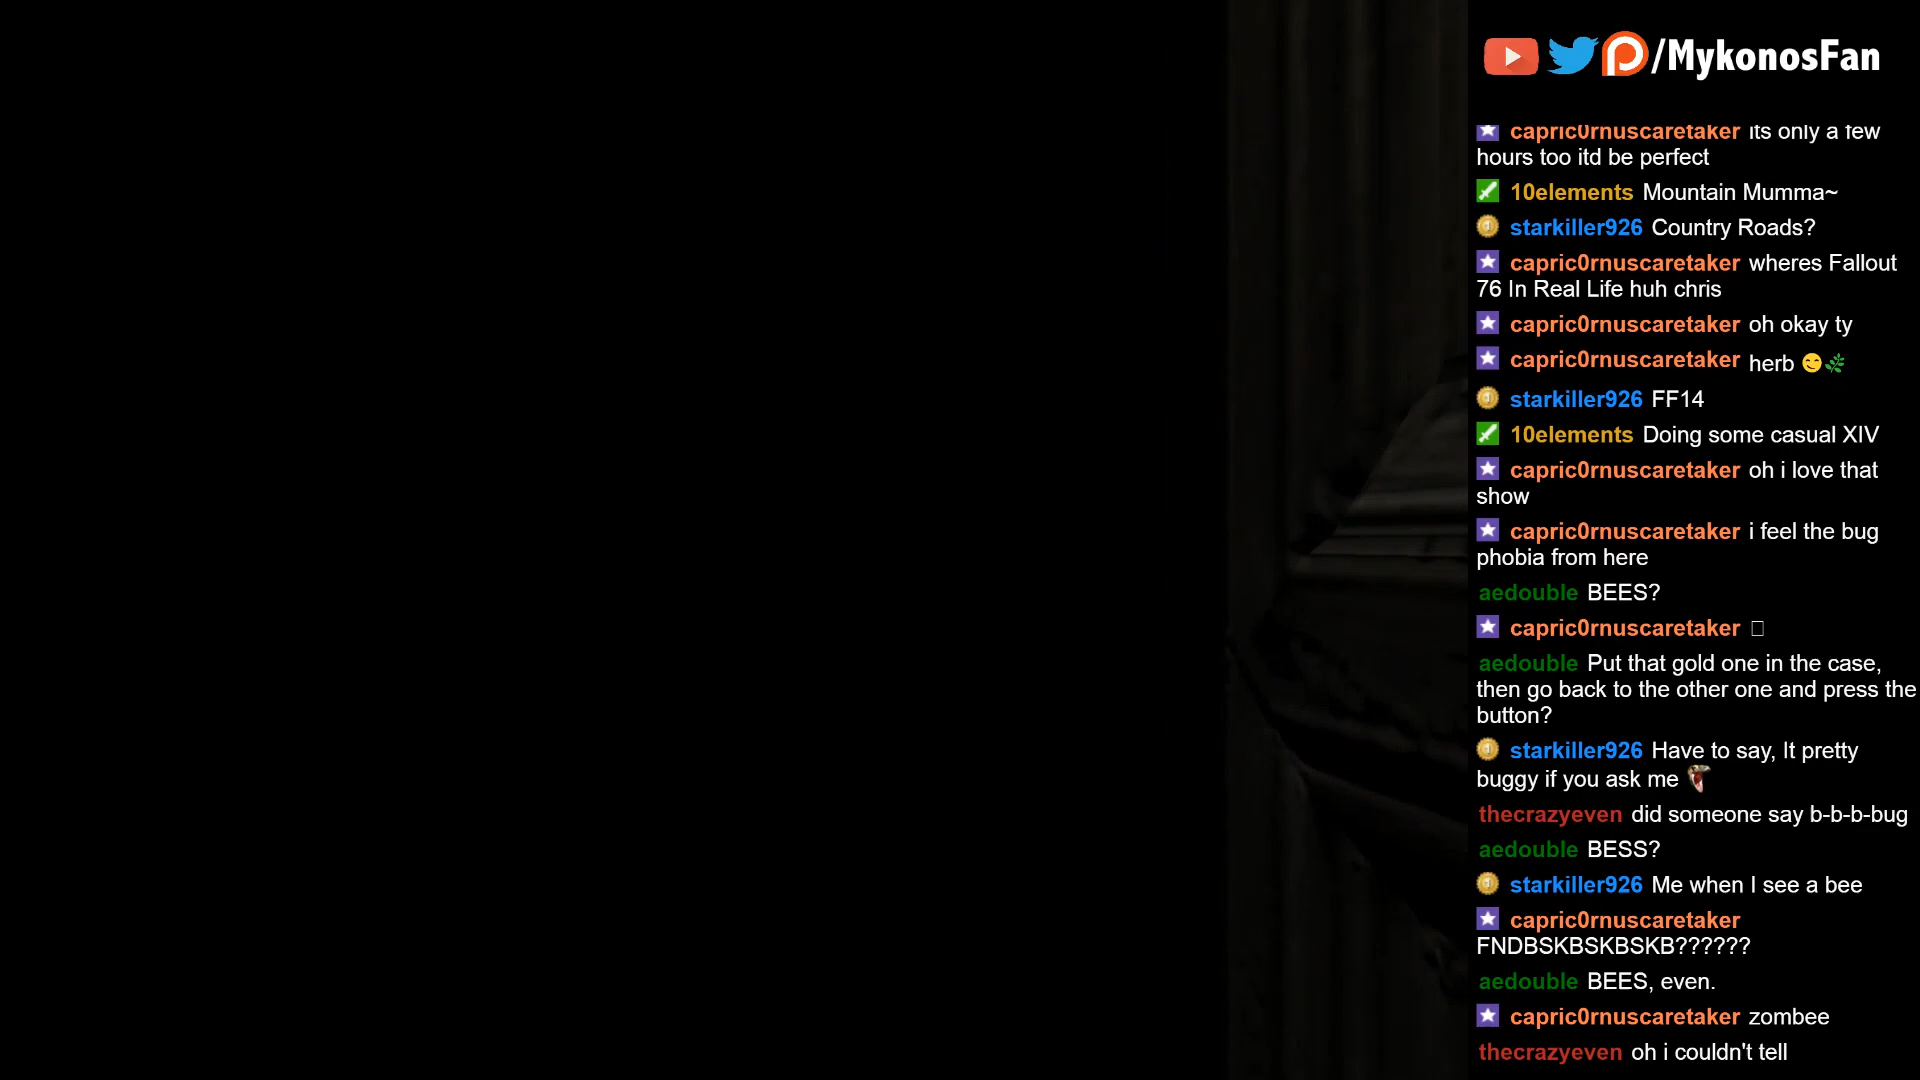 /MykonosFan
capric0rnuscaretaker its only a few
hours too itd be perfect
10elements Mountain Mumma~
starkiller926 Country Roads?
capric0rnuscaretaker wheres Fallout
76 In Real Life huh chris
capric0rnuscaretaker oh okay ty
capric0rnuscaretaker herb 😊🌿
starkiller926 FF14
10elements Doing some casual XIV
capric0rnuscaretaker oh i love that
show
capric0rnuscaretaker i feel the bug
phobia from here
aedouble BEES?
capric0rnuscaretaker
aedouble Put that gold one in the case,
then go back to the other one and press the
button?
starkiller926 Have to say, It pretty
buggy if you ask me
thecrazyeven did someone say b-b-b-bug
aedouble BESS?
starkiller926 Me when I see a bee
capric0rnuscaretaker
FNDBSKBSKBSKB??????
aedouble BEES, even.
capric0rnuscaretaker zombee
thecrazyeven oh i couldn't tell